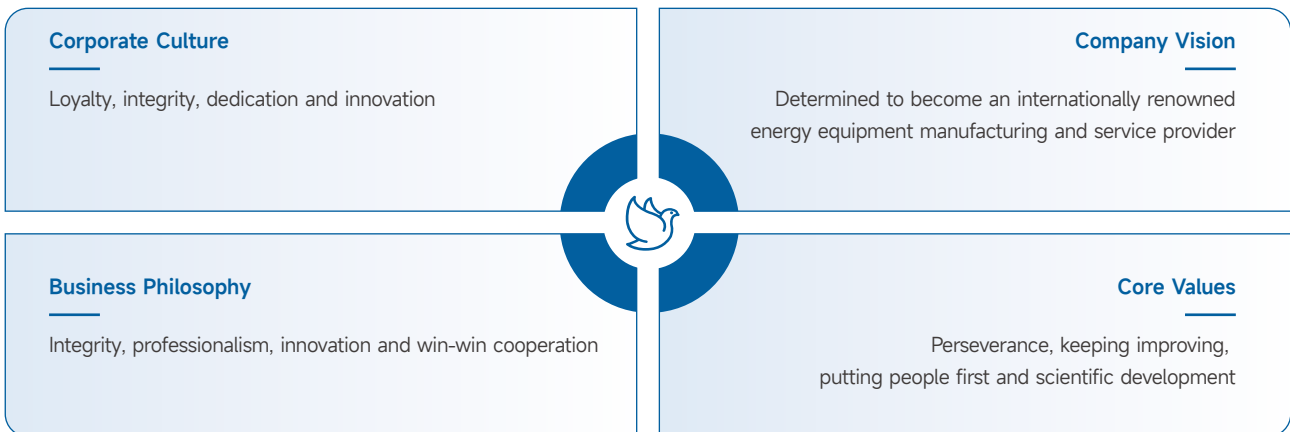 Corporate Culture
Loyalty, integrity, dedication and innovation
Company Vision
Determined to become an internationally renowned
energy equipment manufacturing and service provider
Business Philosophy
Integrity, professionalism, innovation and win-win cooperation
Core Values
Perseverance, keeping improving,
putting people first and scientific development